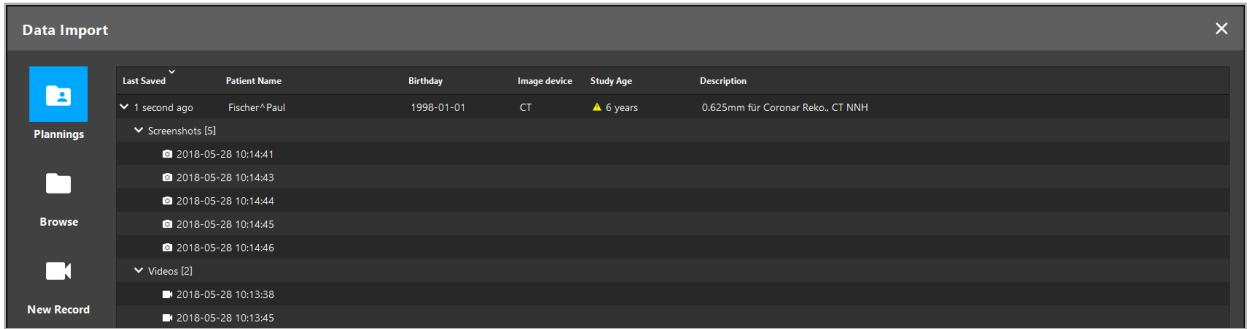 Data Import
Last Saved Patient Name Birthday Image device Study Age Description
1 second ago Fischer^Paul 1998-01-01 CT 6 years 0.625mm für Coronar Reko., CT NNH
Plannings
Screenshots [5]
2018-05-28 10:14:41
2018-05-28 10:14:43
2018-05-28 10:14:44
Browse
2018-05-28 10:14:45
2018-05-28 10:14:46
Videos [2]
2018-05-28 10:13:38
New Record
2018-05-28 10:13:45